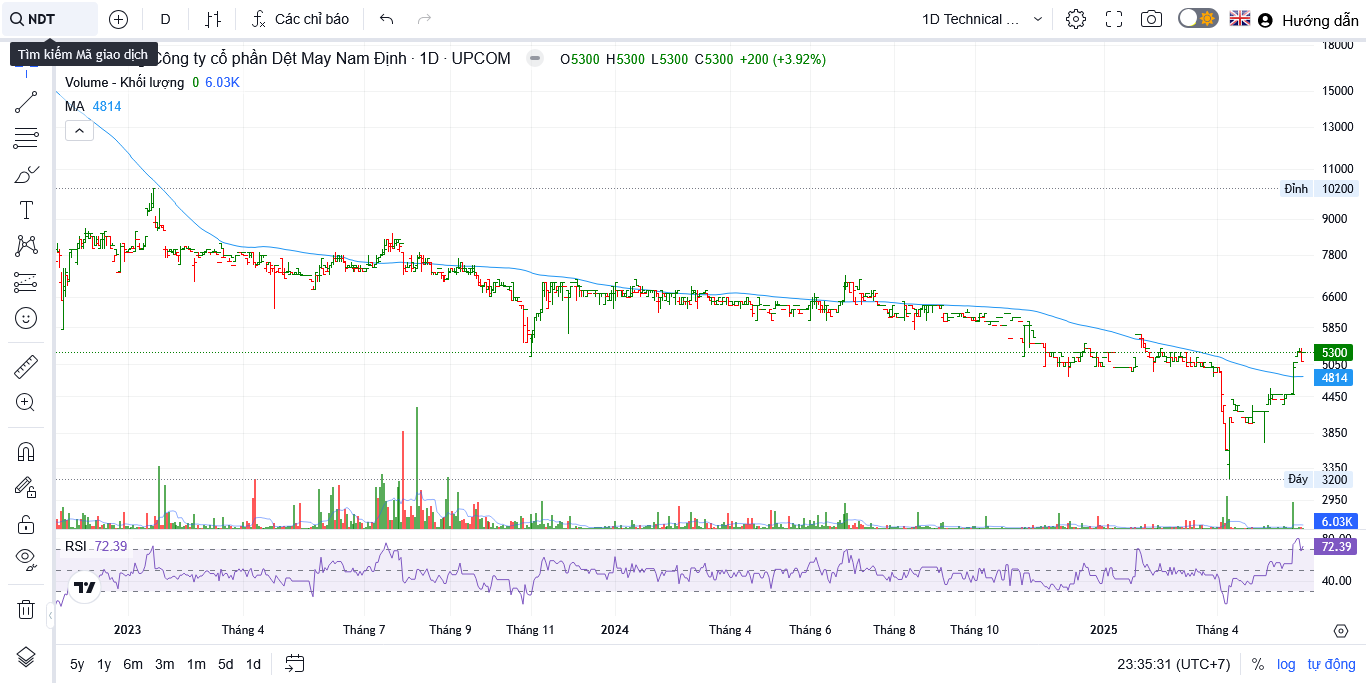 NDT
D
Các chỉ báo
1D Technical ...
Hướng dẫn
Tìm kiếm Mã giao dịch
Công ty cổ phần Dệt May Nam Định · 1D · UPCOM
O5300 H5300 L5300 C5300 +200 (+3.92%)
Volume - Khối lượng 0 6.03K
MA 4814
18000
15000
13000
11000
Đỉnh 10200
9000
7800
6600
5850
5300
5050
4814
4450
3850
3350
Đáy 3200
2950
6.03K
80.00
RSI 72.39
72.39
40.00
2023 Tháng 4 Tháng 7 Tháng 9 Tháng 11 2024 Tháng 4 Tháng 6 Tháng 8 Tháng 10 2025 Tháng 4
5y 1y 6m 3m 1m 5d 1d
23:35:31 (UTC+7) % log tự động